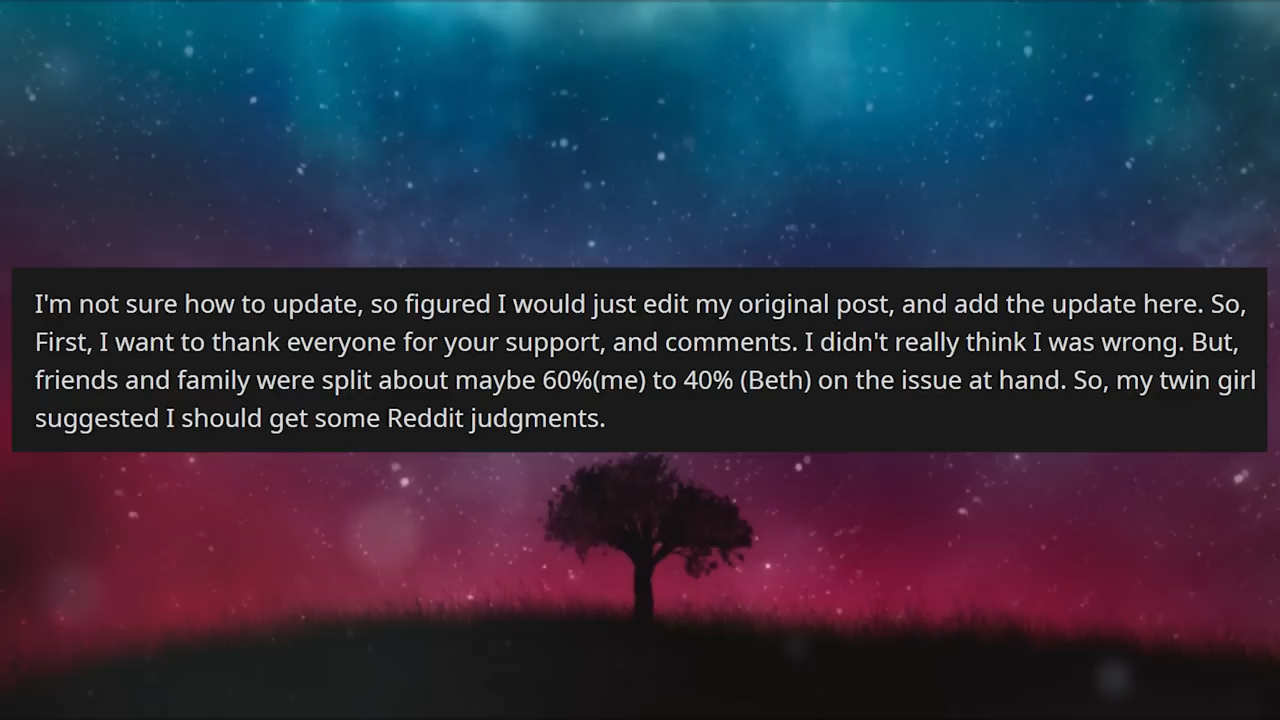 I'm not sure how to update, so figured I would just edit my original post, and add the update here. So,
First, I want to thank everyone for your support, and comments. I didn't really think I was wrong. But,
friends and family were split about maybe 60%(me) to 40% (Beth) on the issue at hand. So, my twin girl
suggested I should get some Reddit judgments.